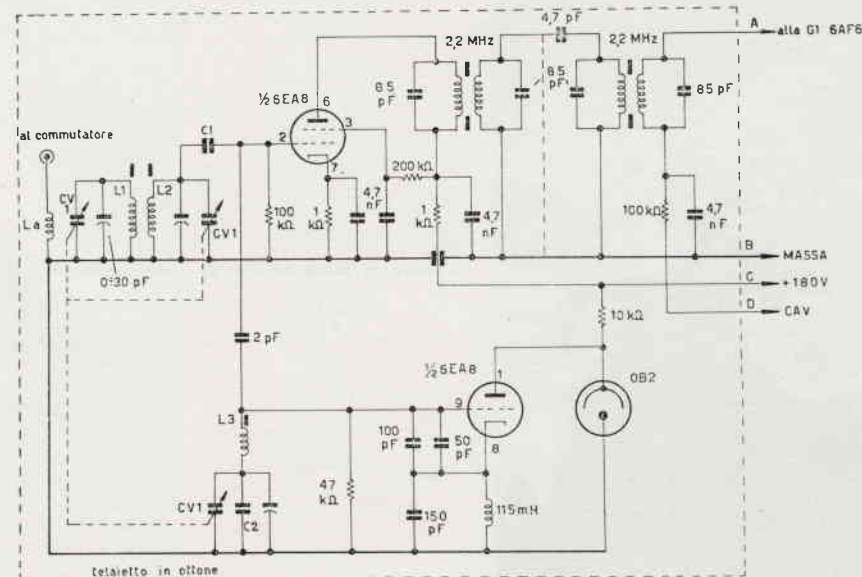 4,7 pF
A
alla G1 6AF6
2,2 MHz
2,2 MHz
½ 6EA8
6
85 pF
85 pF
85 pF
85 pF
al commutatore
C1
2
3
7
200 kΩ
La
CV 1
L1
L2
CV1
100 kΩ
1 kΩ
4,7 nF
1 kΩ
4,7 nF
100 kΩ
4,7 nF
0÷30 pF
B
MASSA
C
+180V
D
CAV
10 kΩ
2 pF
½ 6EA8
1
OB2
9
8
L3
100 pF
50 pF
CV1
C2
47 kΩ
150 pF
115mH
telaietto in ottone